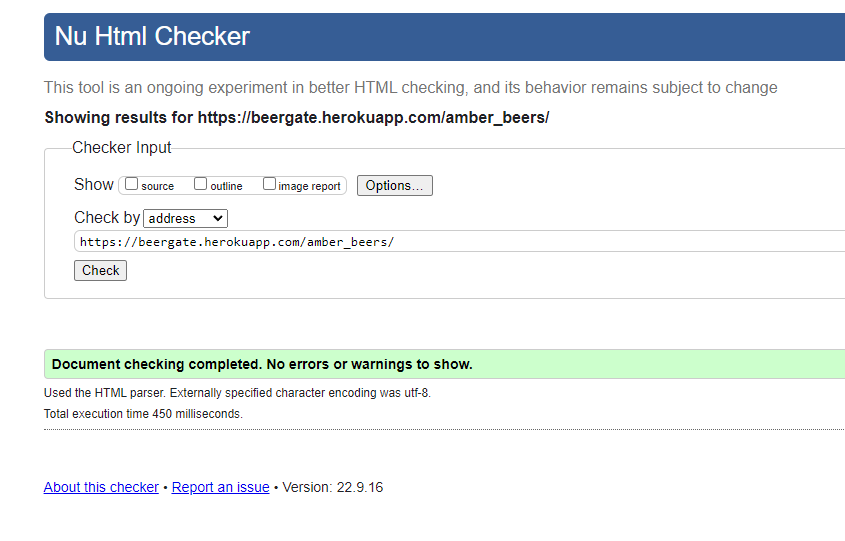 Nu Html Checker
This tool is an ongoing experiment in better HTML checking, and its behavior remains subject to change
Showing results for https://beergate.herokuapp.com/amber_beers/
Checker Input
Show source outline image report Options...
Check by address
https://beergate.herokuapp.com/amber_beers/
Check
Document checking completed. No errors or warnings to show.
Used the HTML parser. Externally specified character encoding was utf-8.
Total execution time 450 milliseconds.
About this checker • Report an issue • Version: 22.9.16